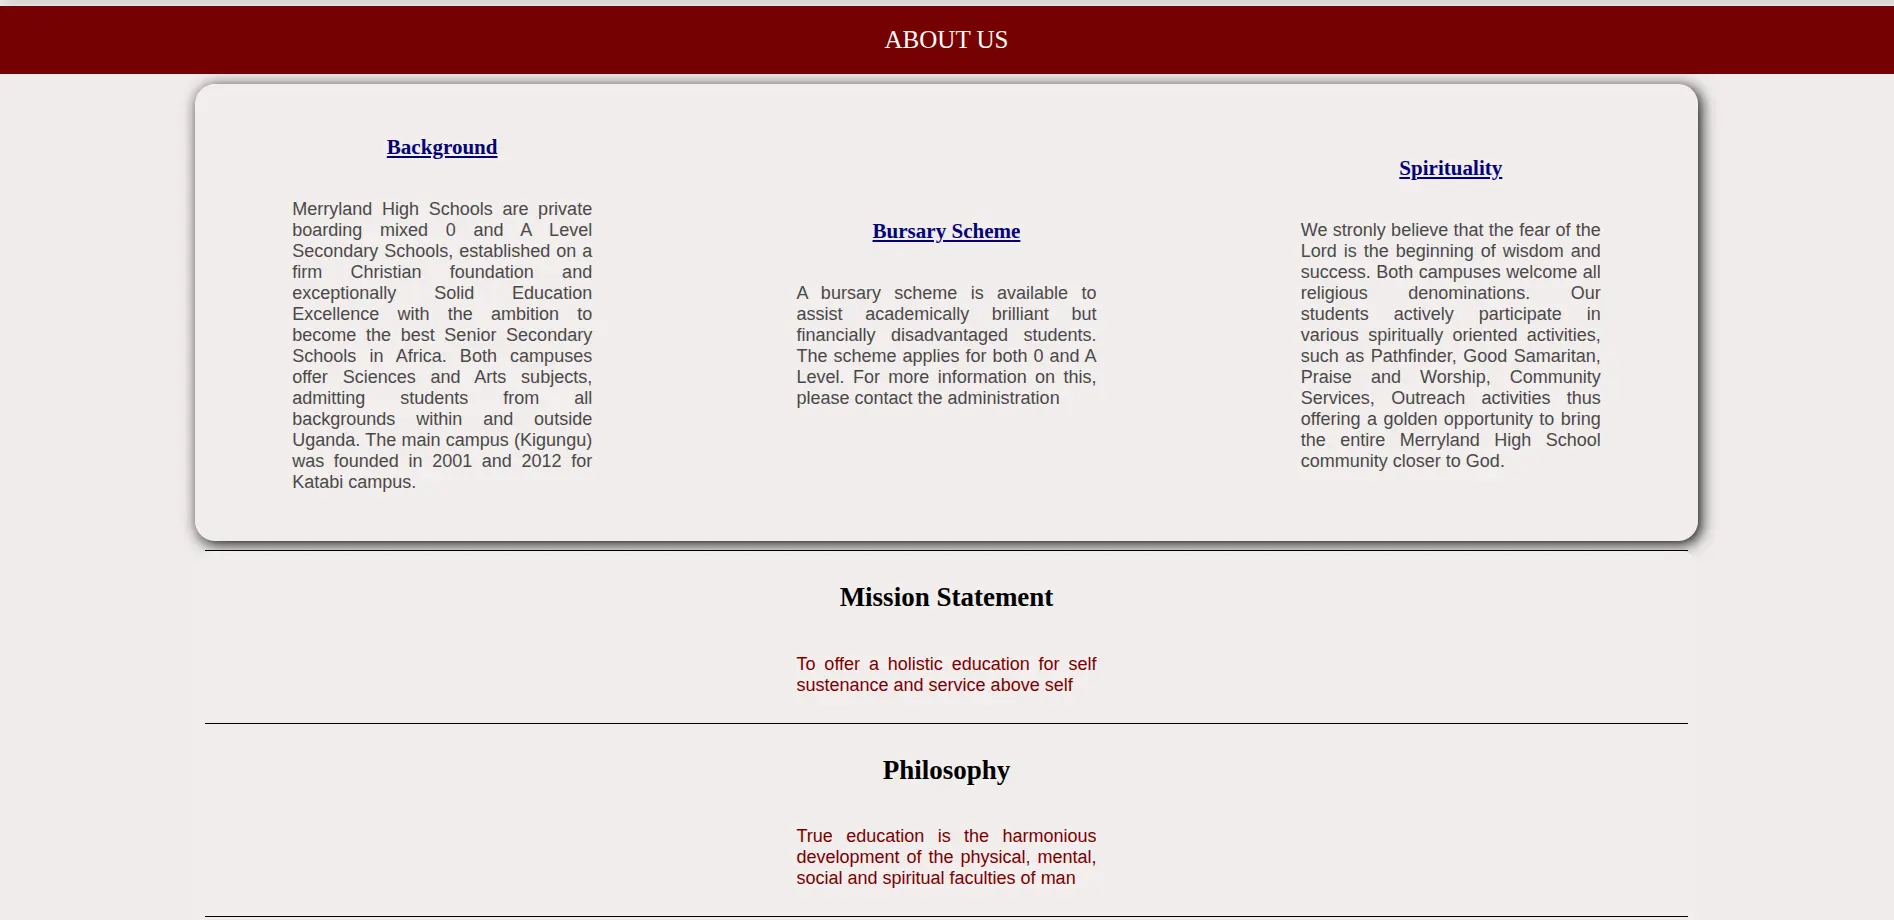 ABOUT US
Background
Merryland High Schools are private
boarding mixed 0 and A Level
Secondary Schools, established on a
firm Christian foundation and
exceptionally Solid Education
Excellence with the ambition to
become the best Senior Secondary
Schools in Africa. Both campuses
offer Sciences and Arts subjects,
admitting students from all
backgrounds within and outside
Uganda. The main campus (Kigungu)
was founded in 2001 and 2012 for
Katabi campus.
Bursary Scheme
A bursary scheme is available to
assist academically brilliant but
financially disadvantaged students.
The scheme applies for both 0 and A
Level. For more information on this,
please contact the administration
Spirituality
We stronly believe that the fear of the
Lord is the beginning of wisdom and
success. Both campuses welcome all
religious denominations. Our
students actively participate in
various spiritually oriented activities,
such as Pathfinder, Good Samaritan,
Praise and Worship, Community
Services, Outreach activities thus
offering a golden opportunity to bring
the entire Merryland High School
community closer to God.
Mission Statement
To offer a holistic education for self
sustenance and service above self
Philosophy
True education is the harmonious
development of the physical, mental,
social and spiritual faculties of man